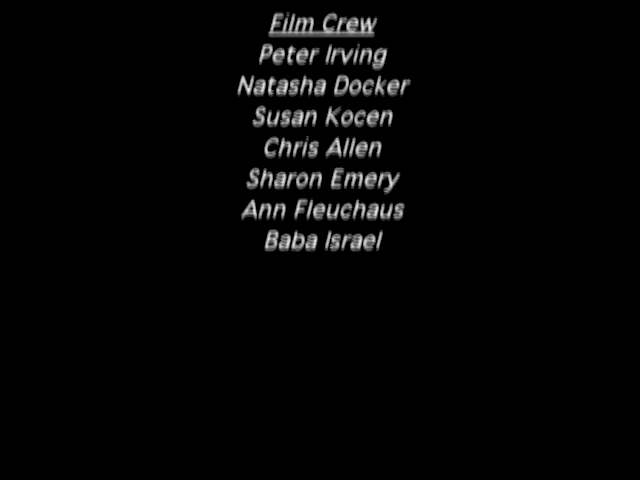 Film Crew
Peter Irving
Natasha Docker
Susan Kocen
Chris Allen
Sharon Emery
Ann Fleuchaus
Baba Israel